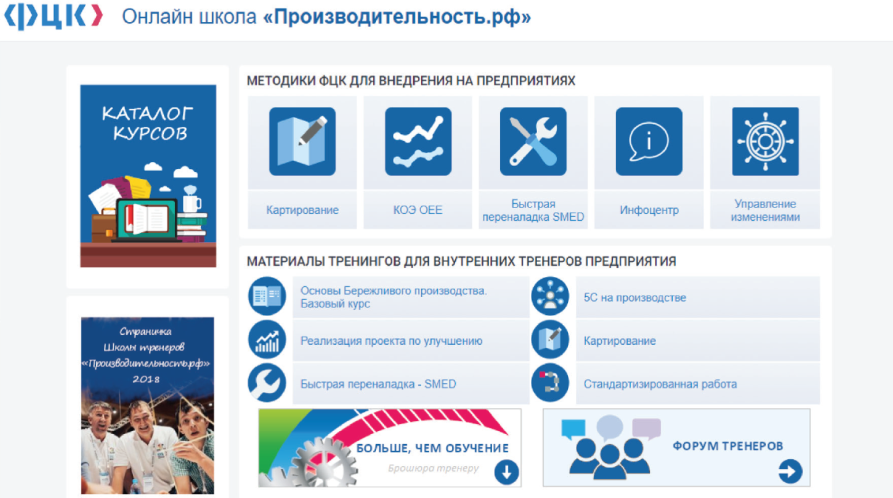 ФЦК
Онлайн школа «Производительность.рф»
КАТАЛОГ
КУРСОВ
МЕТОДИКИ ФЦК ДЛЯ ВНЕДРЕНИЯ НА ПРЕДПРИЯТИЯХ
Картирование
КОЭ OEE
Быстрая
переналадка SMED
i
Инфоцентр
Управление
изменениями
Страничка
Школы тренеров
«Производительность.рф»
2018
МАТЕРИАЛЫ ТРЕНИНГОВ ДЛЯ ВНУТРЕННИХ ТРЕНЕРОВ ПРЕДПРИЯТИЯ
Основы Бережливого производства.
Базовый курс
5С на производстве
Реализация проекта по улучшению
Картирование
Быстрая переналадка - SMED
Стандартизированная работа
БОЛЬШЕ, ЧЕМ ОБУЧЕНИЕ
Брошюра тренеру
ФОРУМ ТРЕНЕРОВ